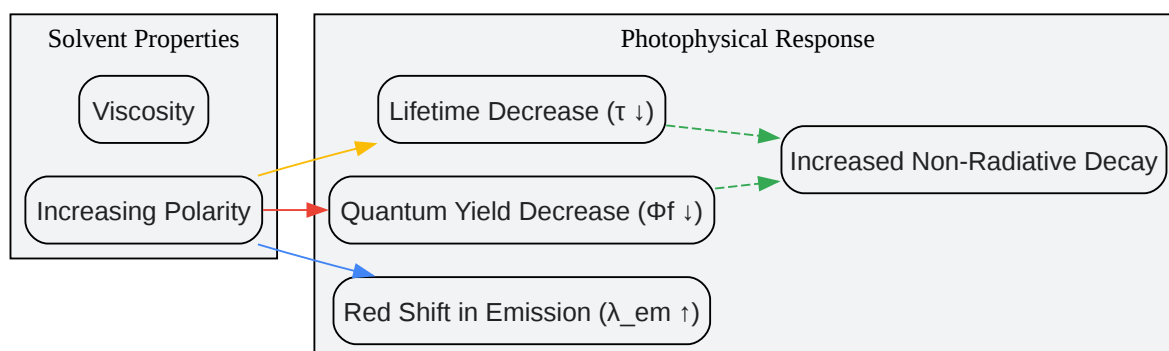 Solvent Properties
Viscosity
Increasing Polarity
Photophysical Response
Lifetime Decrease (τ ↓)
Quantum Yield Decrease (Φf ↓)
Red Shift in Emission (λ_em ↑)
Increased Non-Radiative Decay